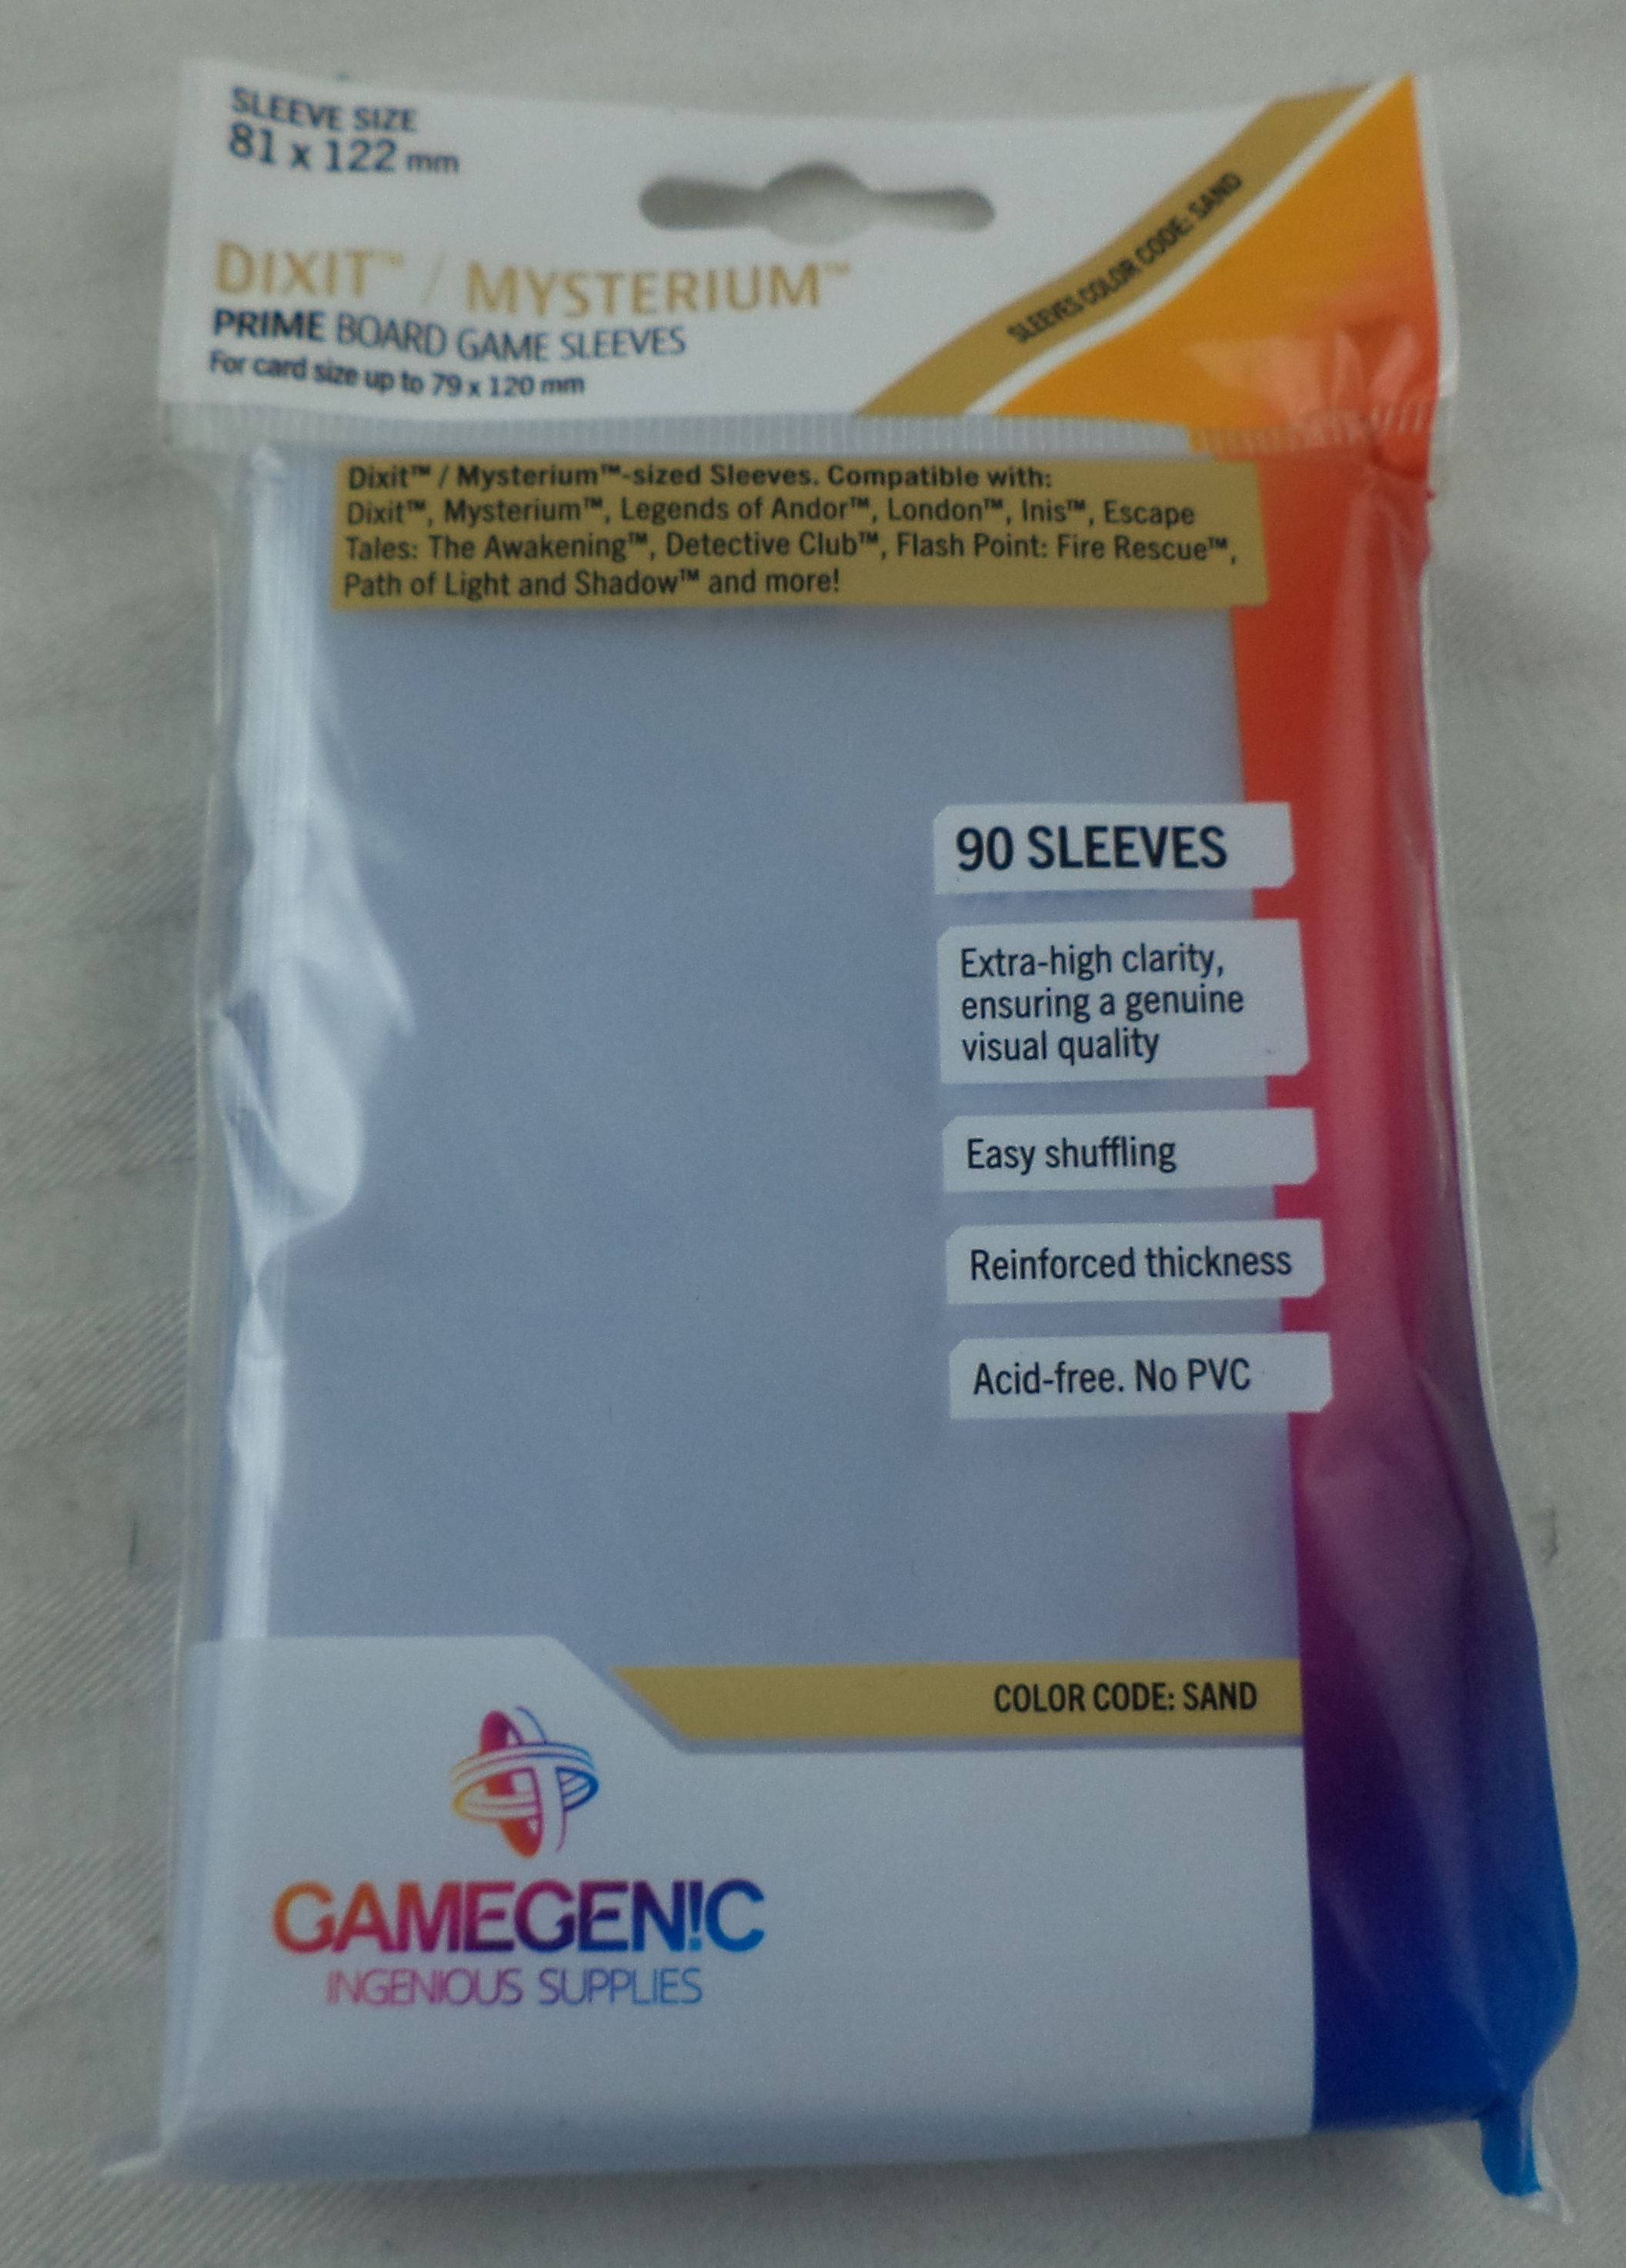 SLEEVE SIZE
81 x 122 mm
SLEEVES COLOR CODE: SAND
DIXIT™ / MYSTERIUM™
PRIME BOARD GAME SLEEVES
For card size up to 79 x 120 mm
Dixit™ / Mysterium™-sized Sleeves. Compatible with:
Dixit™, Mysterium™, Legends of Andor™, London™, Inis™, Escape
Tales: The Awakening™, Detective Club™, Flash Point: Fire Rescue™,
Path of Light and Shadow™ and more!
90 SLEEVES
Extra-high clarity,
ensuring a genuine
visual quality
Easy shuffling
Reinforced thickness
Acid-free. No PVC
COLOR CODE: SAND
GAMEGEN!C
INGENIOUS SUPPLIES